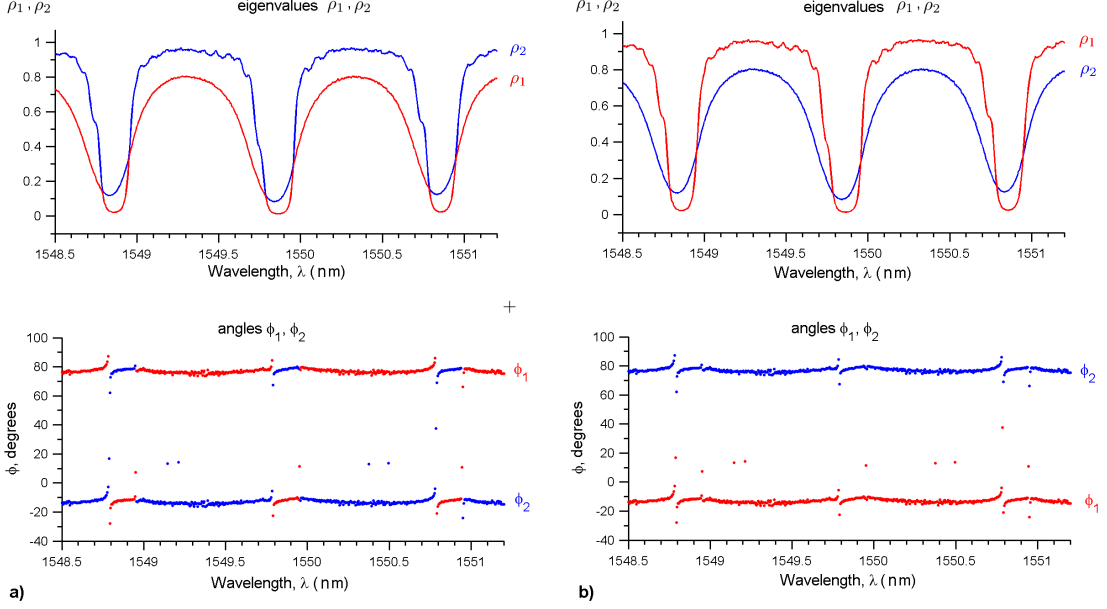 ρ1 , ρ2
eigenvalues ρ1, ρ2
1
0.8
0.6
0.4
0.2
0
ρ2
ρ1
1548.5
1549
1549.5
1550
1550.5
1551
Wavelength, λ ( nm)
ρ1 , ρ2
eigenvalues ρ1, ρ2
1
0.8
0.6
0.4
0.2
0
ρ1
ρ2
1548.5
1549
1549.5
1550
1550.5
1551
Wavelength, λ ( nm)
+
angles ϕ1, ϕ2
ϕ, degrees
100
80
60
40
20
0
-20
-40
ϕ1
ϕ2
1548.5
1549
1549.5
1550
1550.5
1551
Wavelength, λ ( nm)
a)
angles ϕ1, ϕ2
ϕ, degrees
100
80
60
40
20
0
-20
-40
ϕ2
ϕ1
1548.5
1549
1549.5
1550
1550.5
1551
Wavelength, λ ( nm)
b)